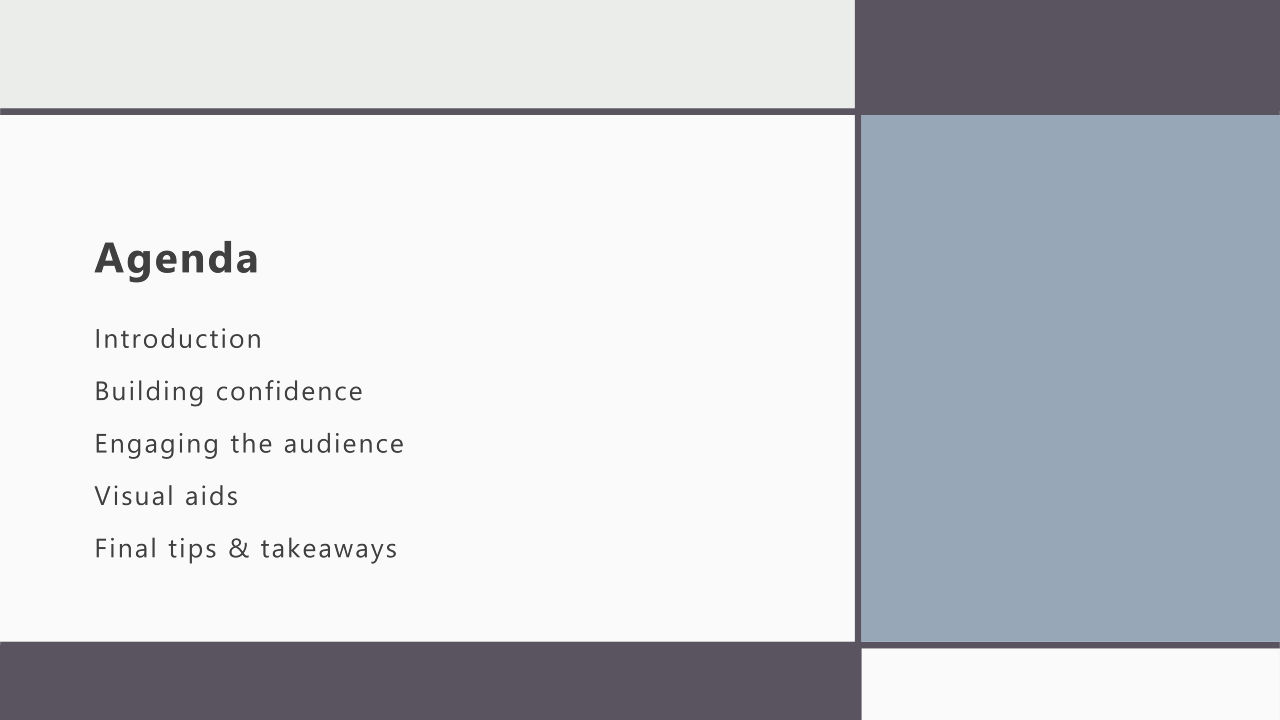 Agenda
Introduction
Building confidence
Engaging the audience
Visual aids
Final tips & takeaways